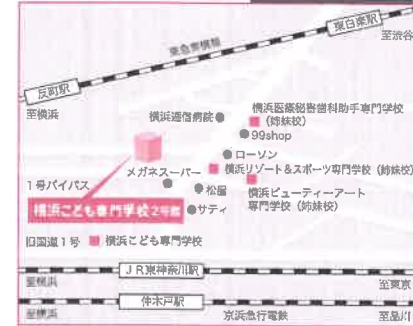 東白楽駅
至渋谷
東急東横線
反町駅
至横浜
横浜逓信病院
横浜医療秘書歯科助手専門学校
(姉妹校)
99shop
ローソン
横浜リゾート&スポーツ専門学校(姉妹校)
メガネスーパー
松屋
横浜ビューティーアート
専門学校(姉妹校)
1号バイパス
横浜こども専門学校2号館
サティ
旧国道1号
横浜こども専門学校
JR東神奈川駅
至横浜
至東京
仲木戸駅
至横浜
京浜急行電鉄
至品川